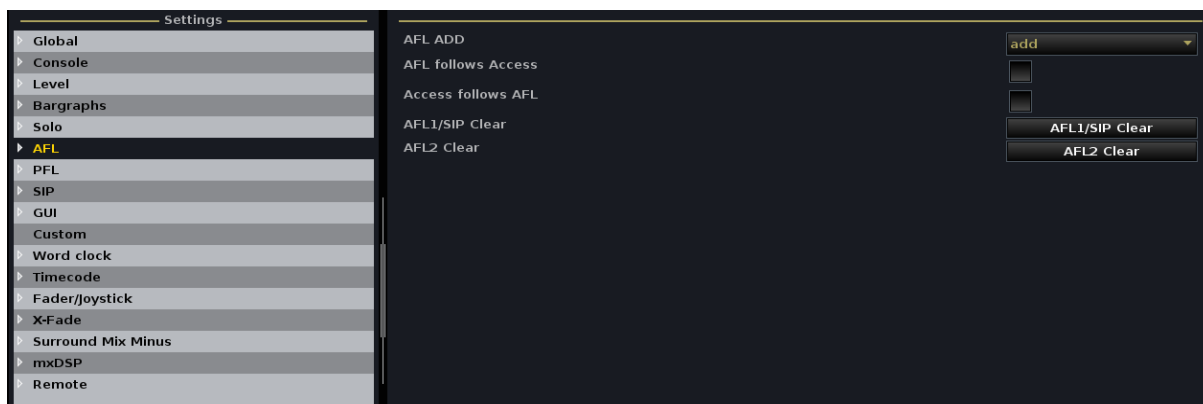 Settings
Global
Console
Level
Bargraphs
Solo
AFL
PFL
SIP
GUI
Custom
Word clock
Timecode
Fader/Joystick
X-Fade
Surround Mix Minus
mxDSP
Remote
AFL ADD
add
AFL follows Access
Access follows AFL
AFL1/SIP Clear
AFL1/SIP Clear
AFL2 Clear
AFL2 Clear